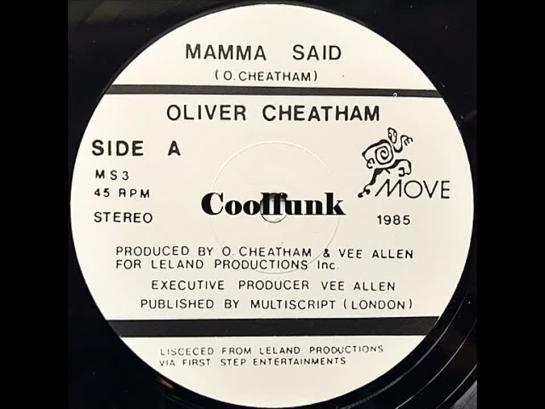 MAMMA SAID
(O. CHEATHAM)
OLIVER CHEATHAM
SIDE A
MS3
45 RPM
STEREO
MOVE
1985
Coolfunk
PRODUCED BY O. CHEATHAM & VEE ALLEN
FOR LELAND PRODUCTIONS Inc.
EXECUTIVE PRODUCER VEE ALLEN
PUBLISHED BY MULTISCRIPT (LONDON)
LISCECED FROM LELAND PRODUCTIONS
VIA FIRST STEP ENTERTAINMENTS